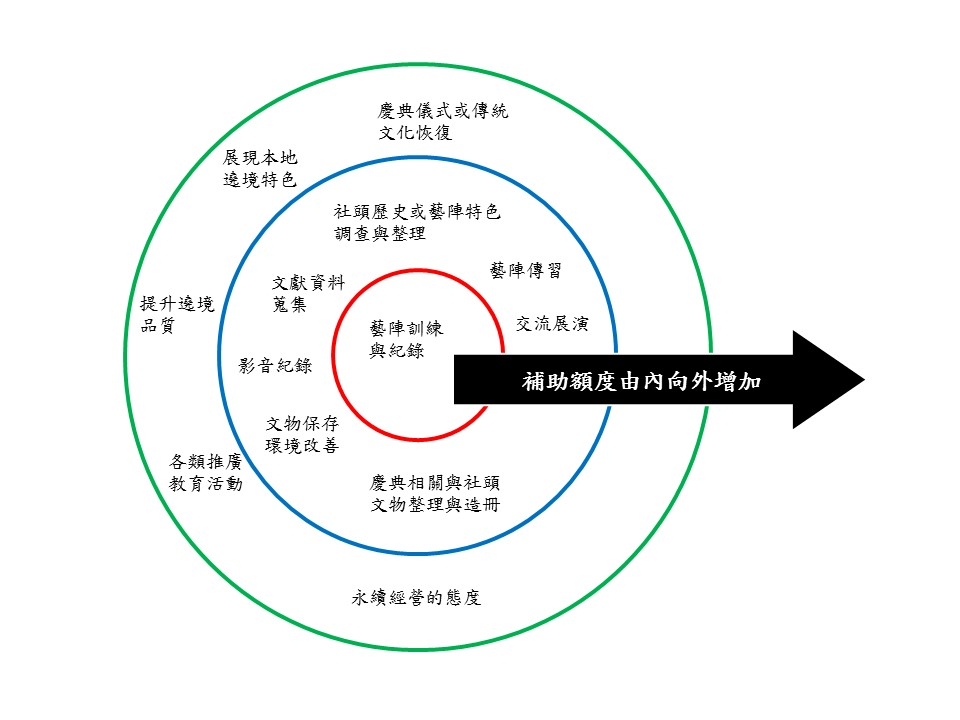 慶典儀式或傳統
文化恢復
展現本地
遶境特色
社頭歷史或藝陣特色
調查與整理
藝陣傳習
文獻資料
蒐集
提升遶境
品質
交流展演
藝陣訓練
與紀錄
影音紀錄
補助額度由內向外增加
文物保存
環境改善
各類推廣
教育活動
慶典相關與社頭
文物整理與造冊
永續經營的態度